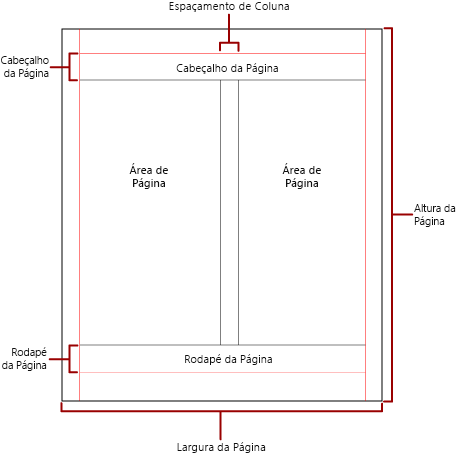 Espaçamento de Coluna
Cabeçalho
da Página
Cabeçalho da Página
Área de
Página
Área de
Página
Altura da
Página
Rodapé
da Página
Rodapé da Página
Largura da Página